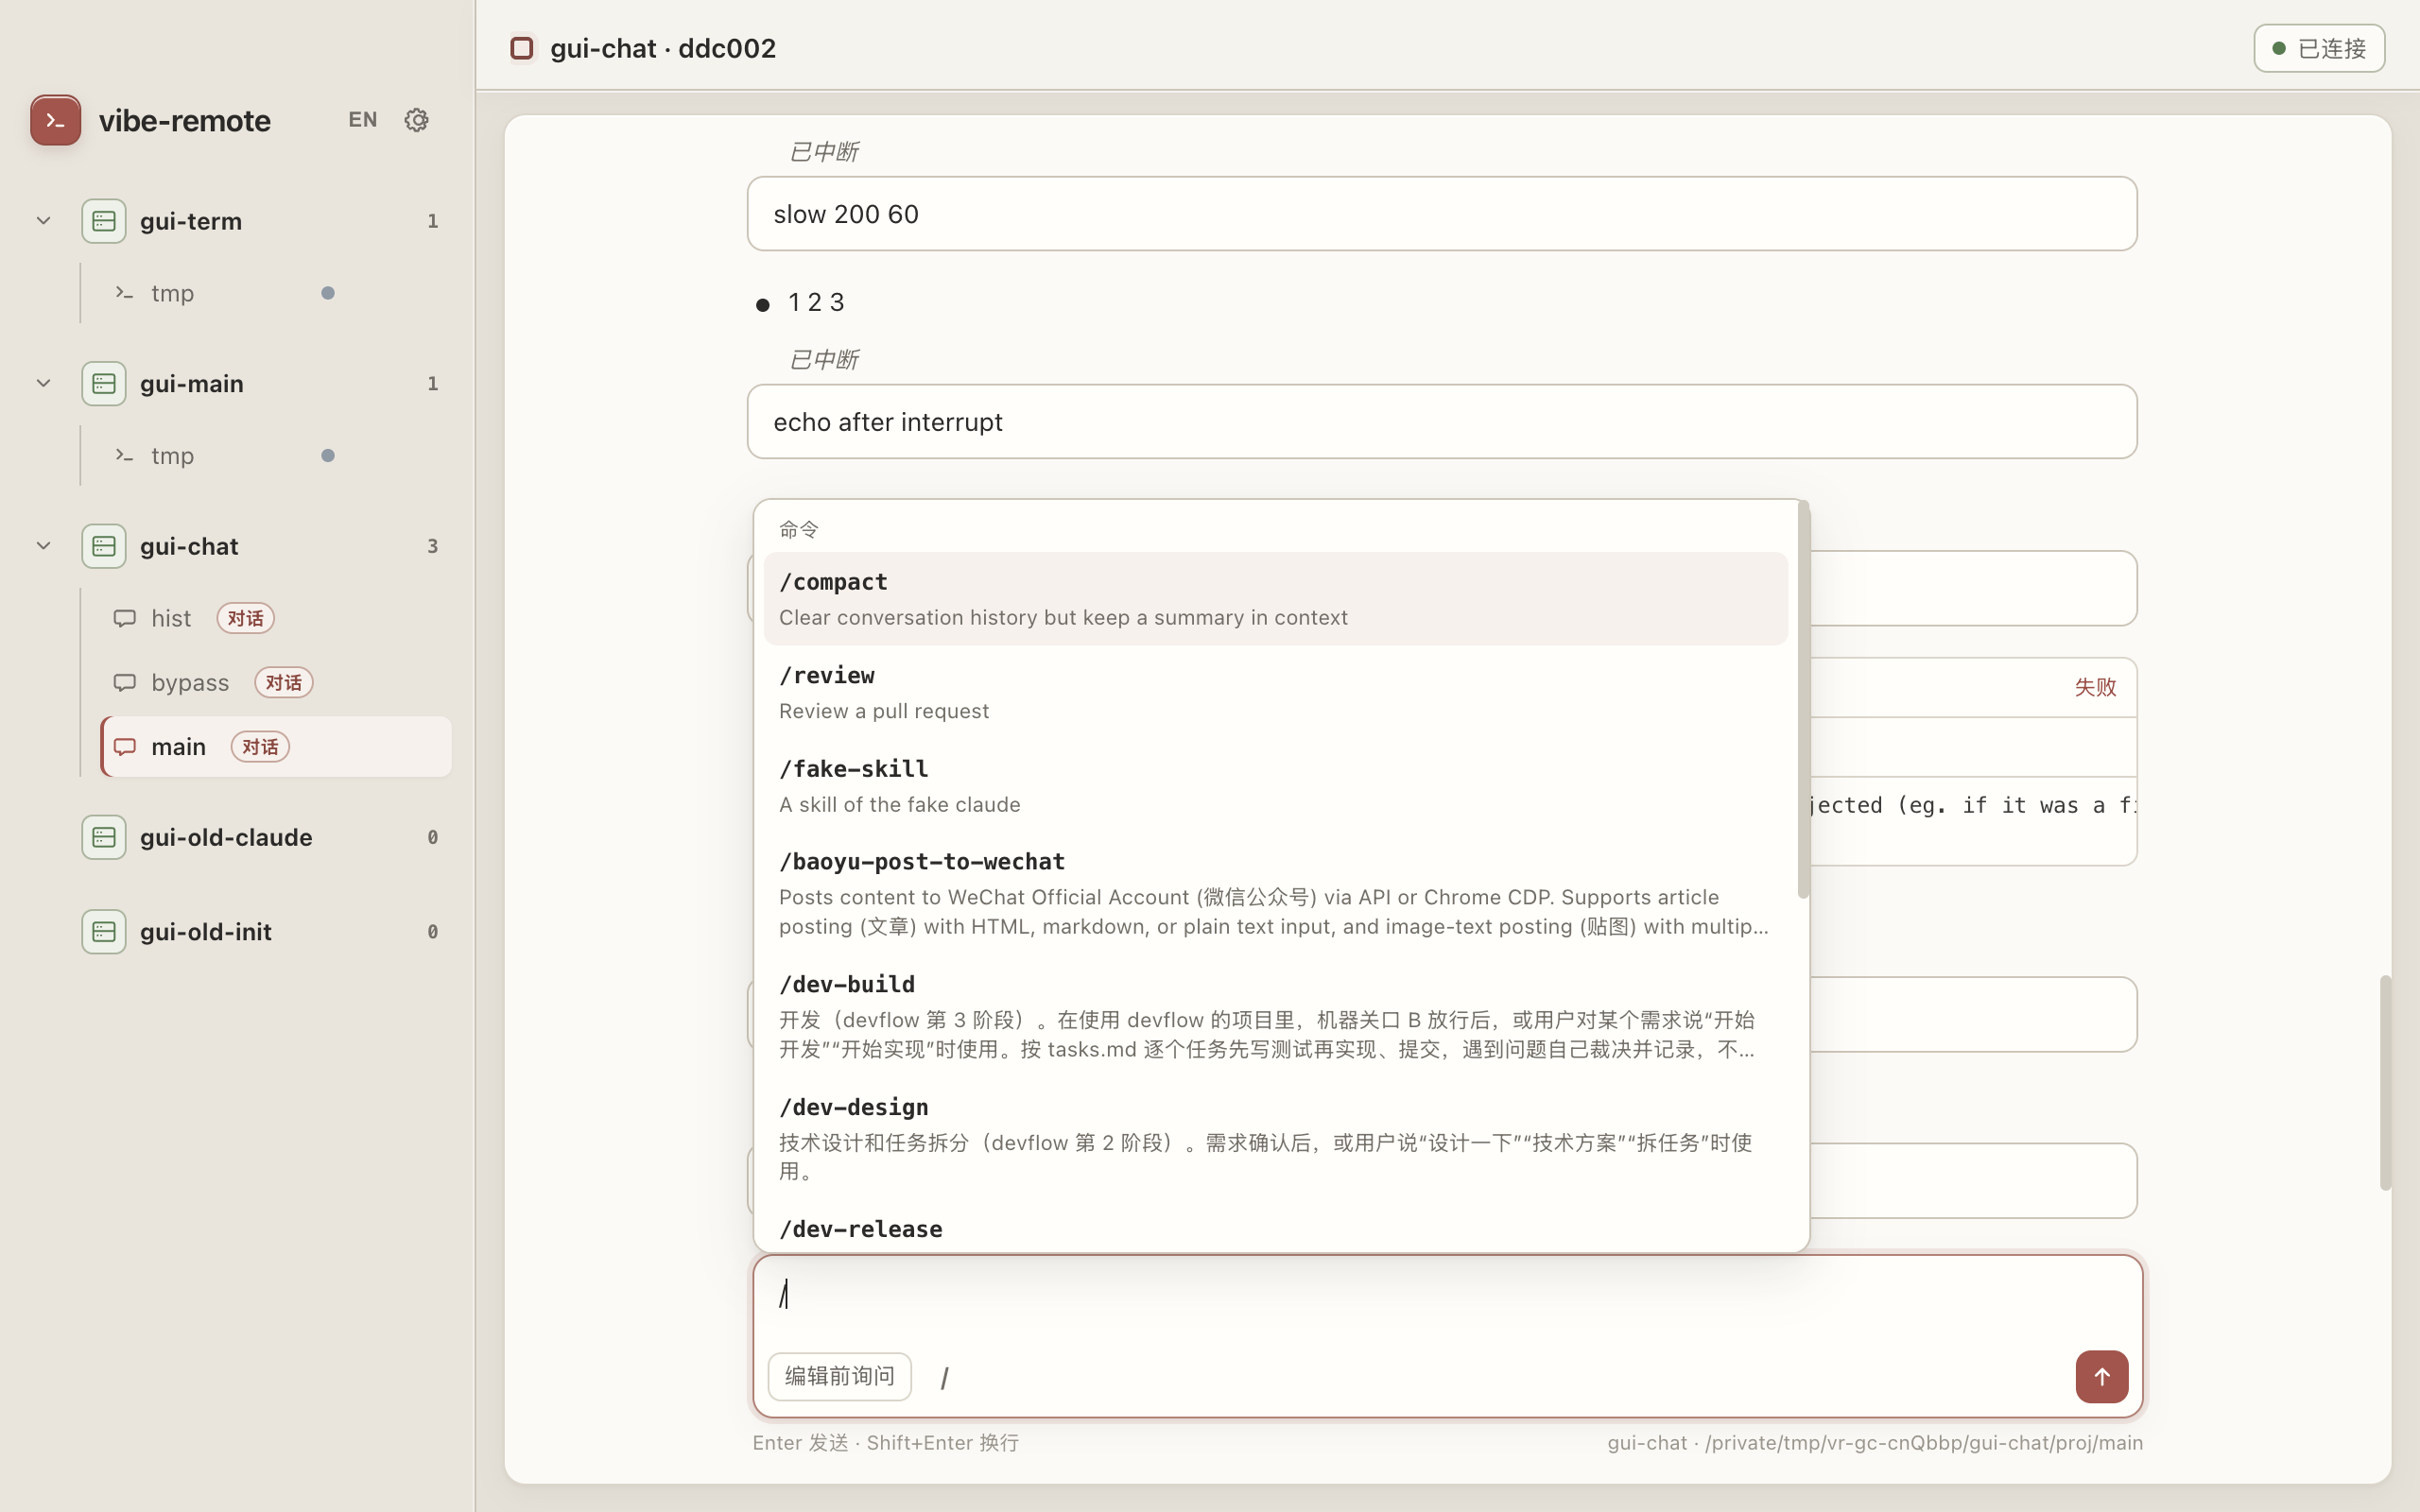 vibe-remote
EN
gui-term 1
tmp
gui-main 1
tmp
gui-chat 3
hist 对话
bypass 对话
main 对话
gui-old-claude 0
gui-old-init 0
gui-chat · ddc002
已连接
已中断
slow 200 60
1 2 3
已中断
echo after interrupt
失败
jected (eg. if it was a
命令
/compact
Clear conversation history but keep a summary in context
/review
Review a pull request
/fake-skill
A skill of the fake claude
/baoyu-post-to-wechat
Posts content to WeChat Official Account (微信公众号) via API or Chrome CDP. Supports article
posting (文章) with HTML, markdown, or plain text input, and image-text posting (贴图) with multip...
/dev-build
开发（devflow 第 3 阶段）。在使用 devflow 的项目里，机器关口 B 放行后，或用户对某个需求说“开始
开发”“开始实现”时使用。按 tasks.md 逐个任务先写测试再实现、提交，遇到问题自己裁决并记录，不...
/dev-design
技术设计和任务拆分（devflow 第 2 阶段）。需求确认后，或用户说“设计一下”“技术方案”“拆任务”时使
用。
/dev-release
/
编辑前询问 /
Enter 发送 · Shift+Enter 换行
gui-chat · /private/tmp/vr-gc-cnQbbp/gui-chat/proj/main